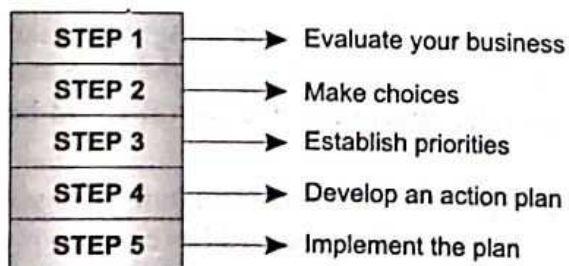 STEP 1 Evaluate your business
STEP 2 Make choices
STEP 3 Establish priorities
STEP 4 Develop an action plan
STEP 5 Implement the plan